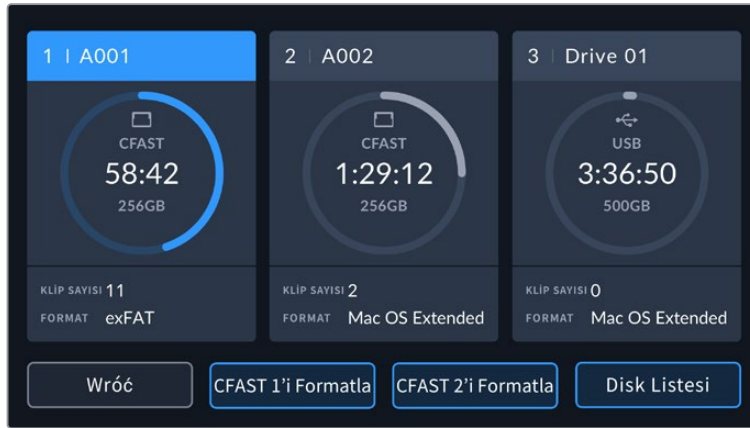 1 | A001
CFAST
58:42
256GB
KLİP SAYISI 11
FORMAT exFAT
2 | A002
CFAST
1:29:12
256GB
KLİP SAYISI 2
FORMAT Mac OS Extended
3 | Drive 01
USB
3:36:50
500GB
KLİP SAYISI 0
FORMAT Mac OS Extended
Wróć
CFAST 1'i Formatla
CFAST 2'i Formatla
Disk Listesi